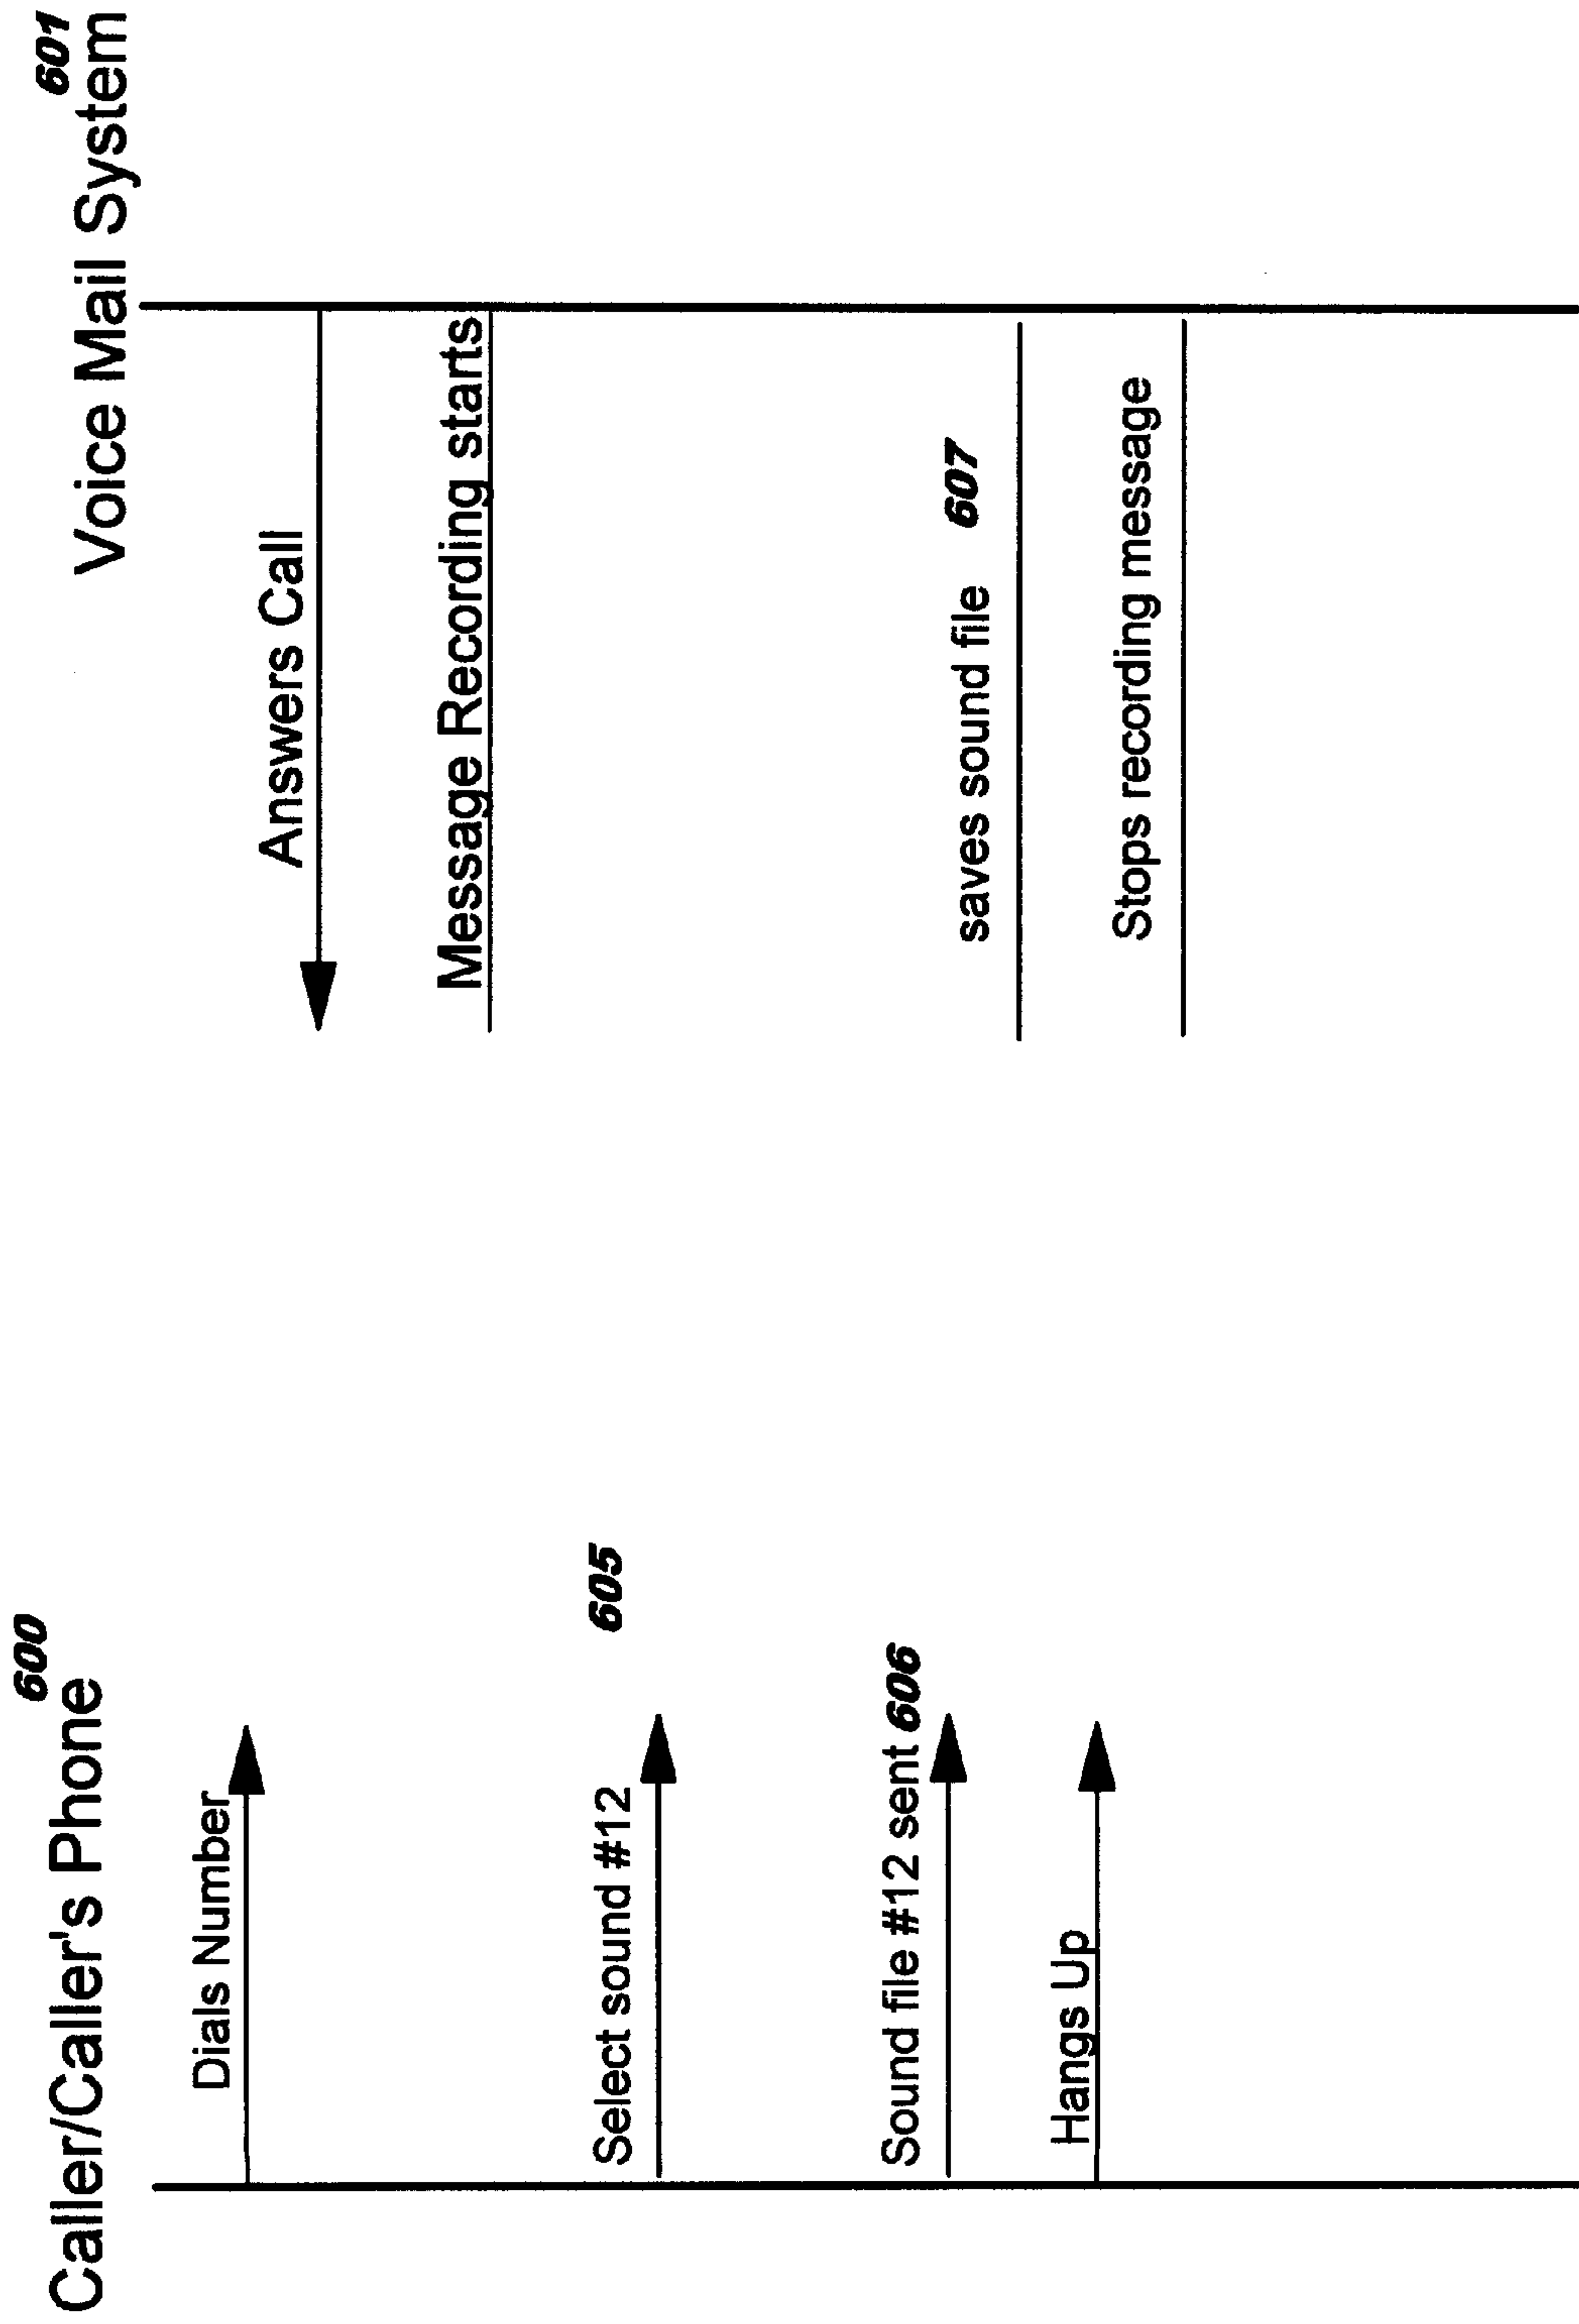 600
Caller/Caller's Phone
601
Voice Mail System
Dials Number
Answers Call
Message Recording starts
Select sound #12 605
Sound file #12 sent 606
saves sound file 607
Hangs Up
Stops recording message